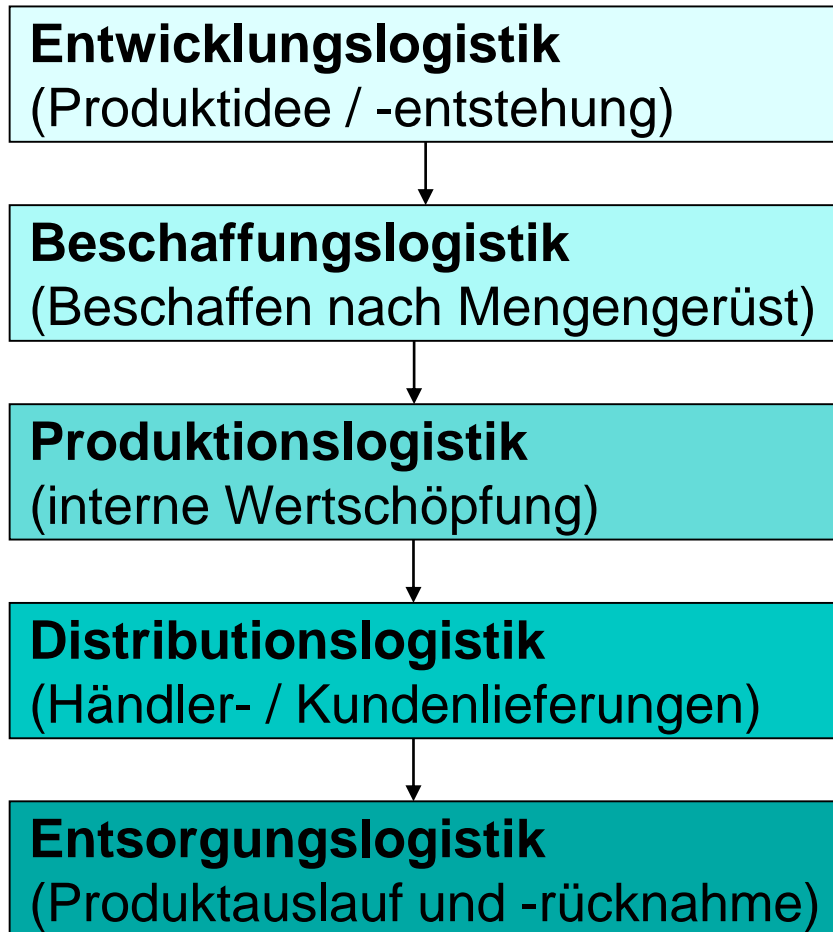 Entwicklungslogistik
(Produktidee / -entstehung)
Beschaffungslogistik
(Beschaffen nach Mengengerüst)
Produktionslogistik
(interne Wertschöpfung)
Distributionslogistik
(Händler- / Kundenlieferungen)
Entsorgungslogistik
(Produktauslauf und -rücknahme)